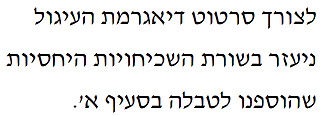 לצורך סרטוט דיאגרמת העיגול
ניעזר בשורת השכיחויות היחסיות
שהוספנו לטבלה בסעיף א׳.